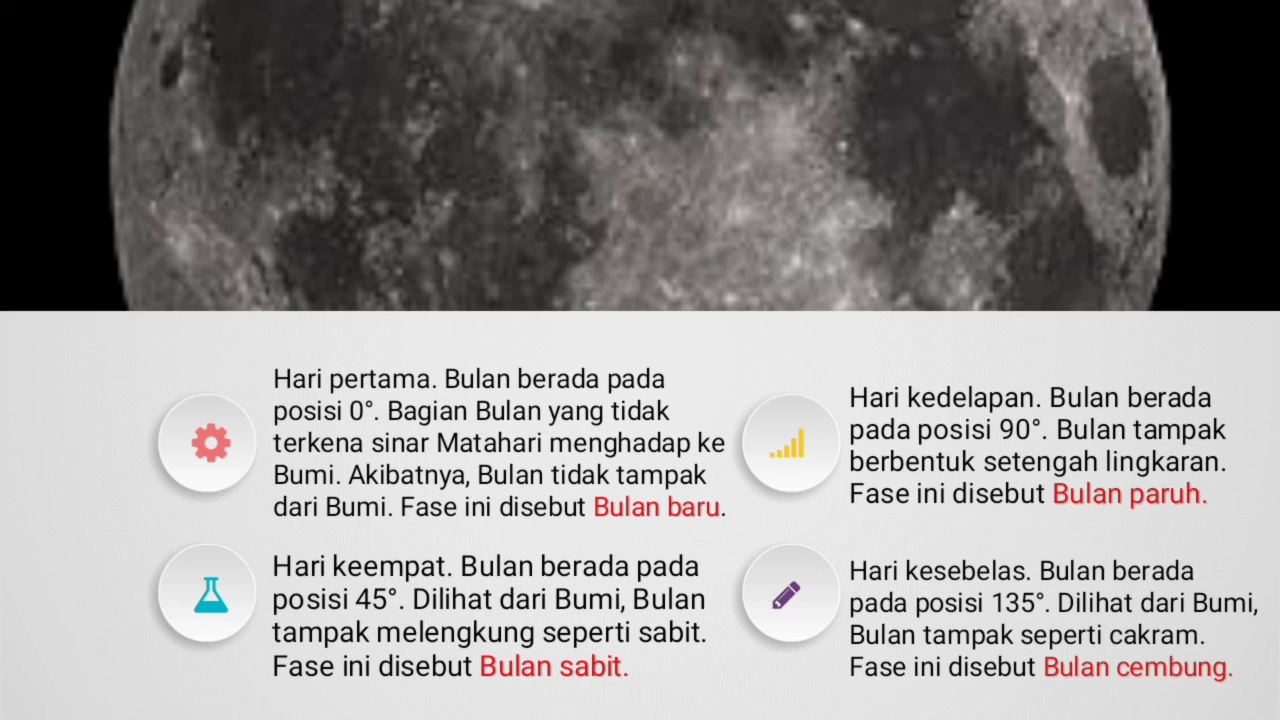 Hari pertama. Bulan berada pada
posisi 0°. Bagian Bulan yang tidak
terkena sinar Matahari menghadap ke
Bumi. Akibatnya, Bulan tidak tampak
dari Bumi. Fase ini disebut Bulan baru.
Hari keempat. Bulan berada pada
posisi 45°. Dilihat dari Bumi, Bulan
tampak melengkung seperti sabit.
Fase ini disebut Bulan sabit.
Hari kedelapan. Bulan berada
pada posisi 90°. Bulan tampak
berbentuk setengah lingkaran.
Fase ini disebut Bulan paruh.
Hari kesebelas. Bulan berada
pada posisi 135°. Dilihat dari Bumi,
Bulan tampak seperti cakram.
Fase ini disebut Bulan cembung.